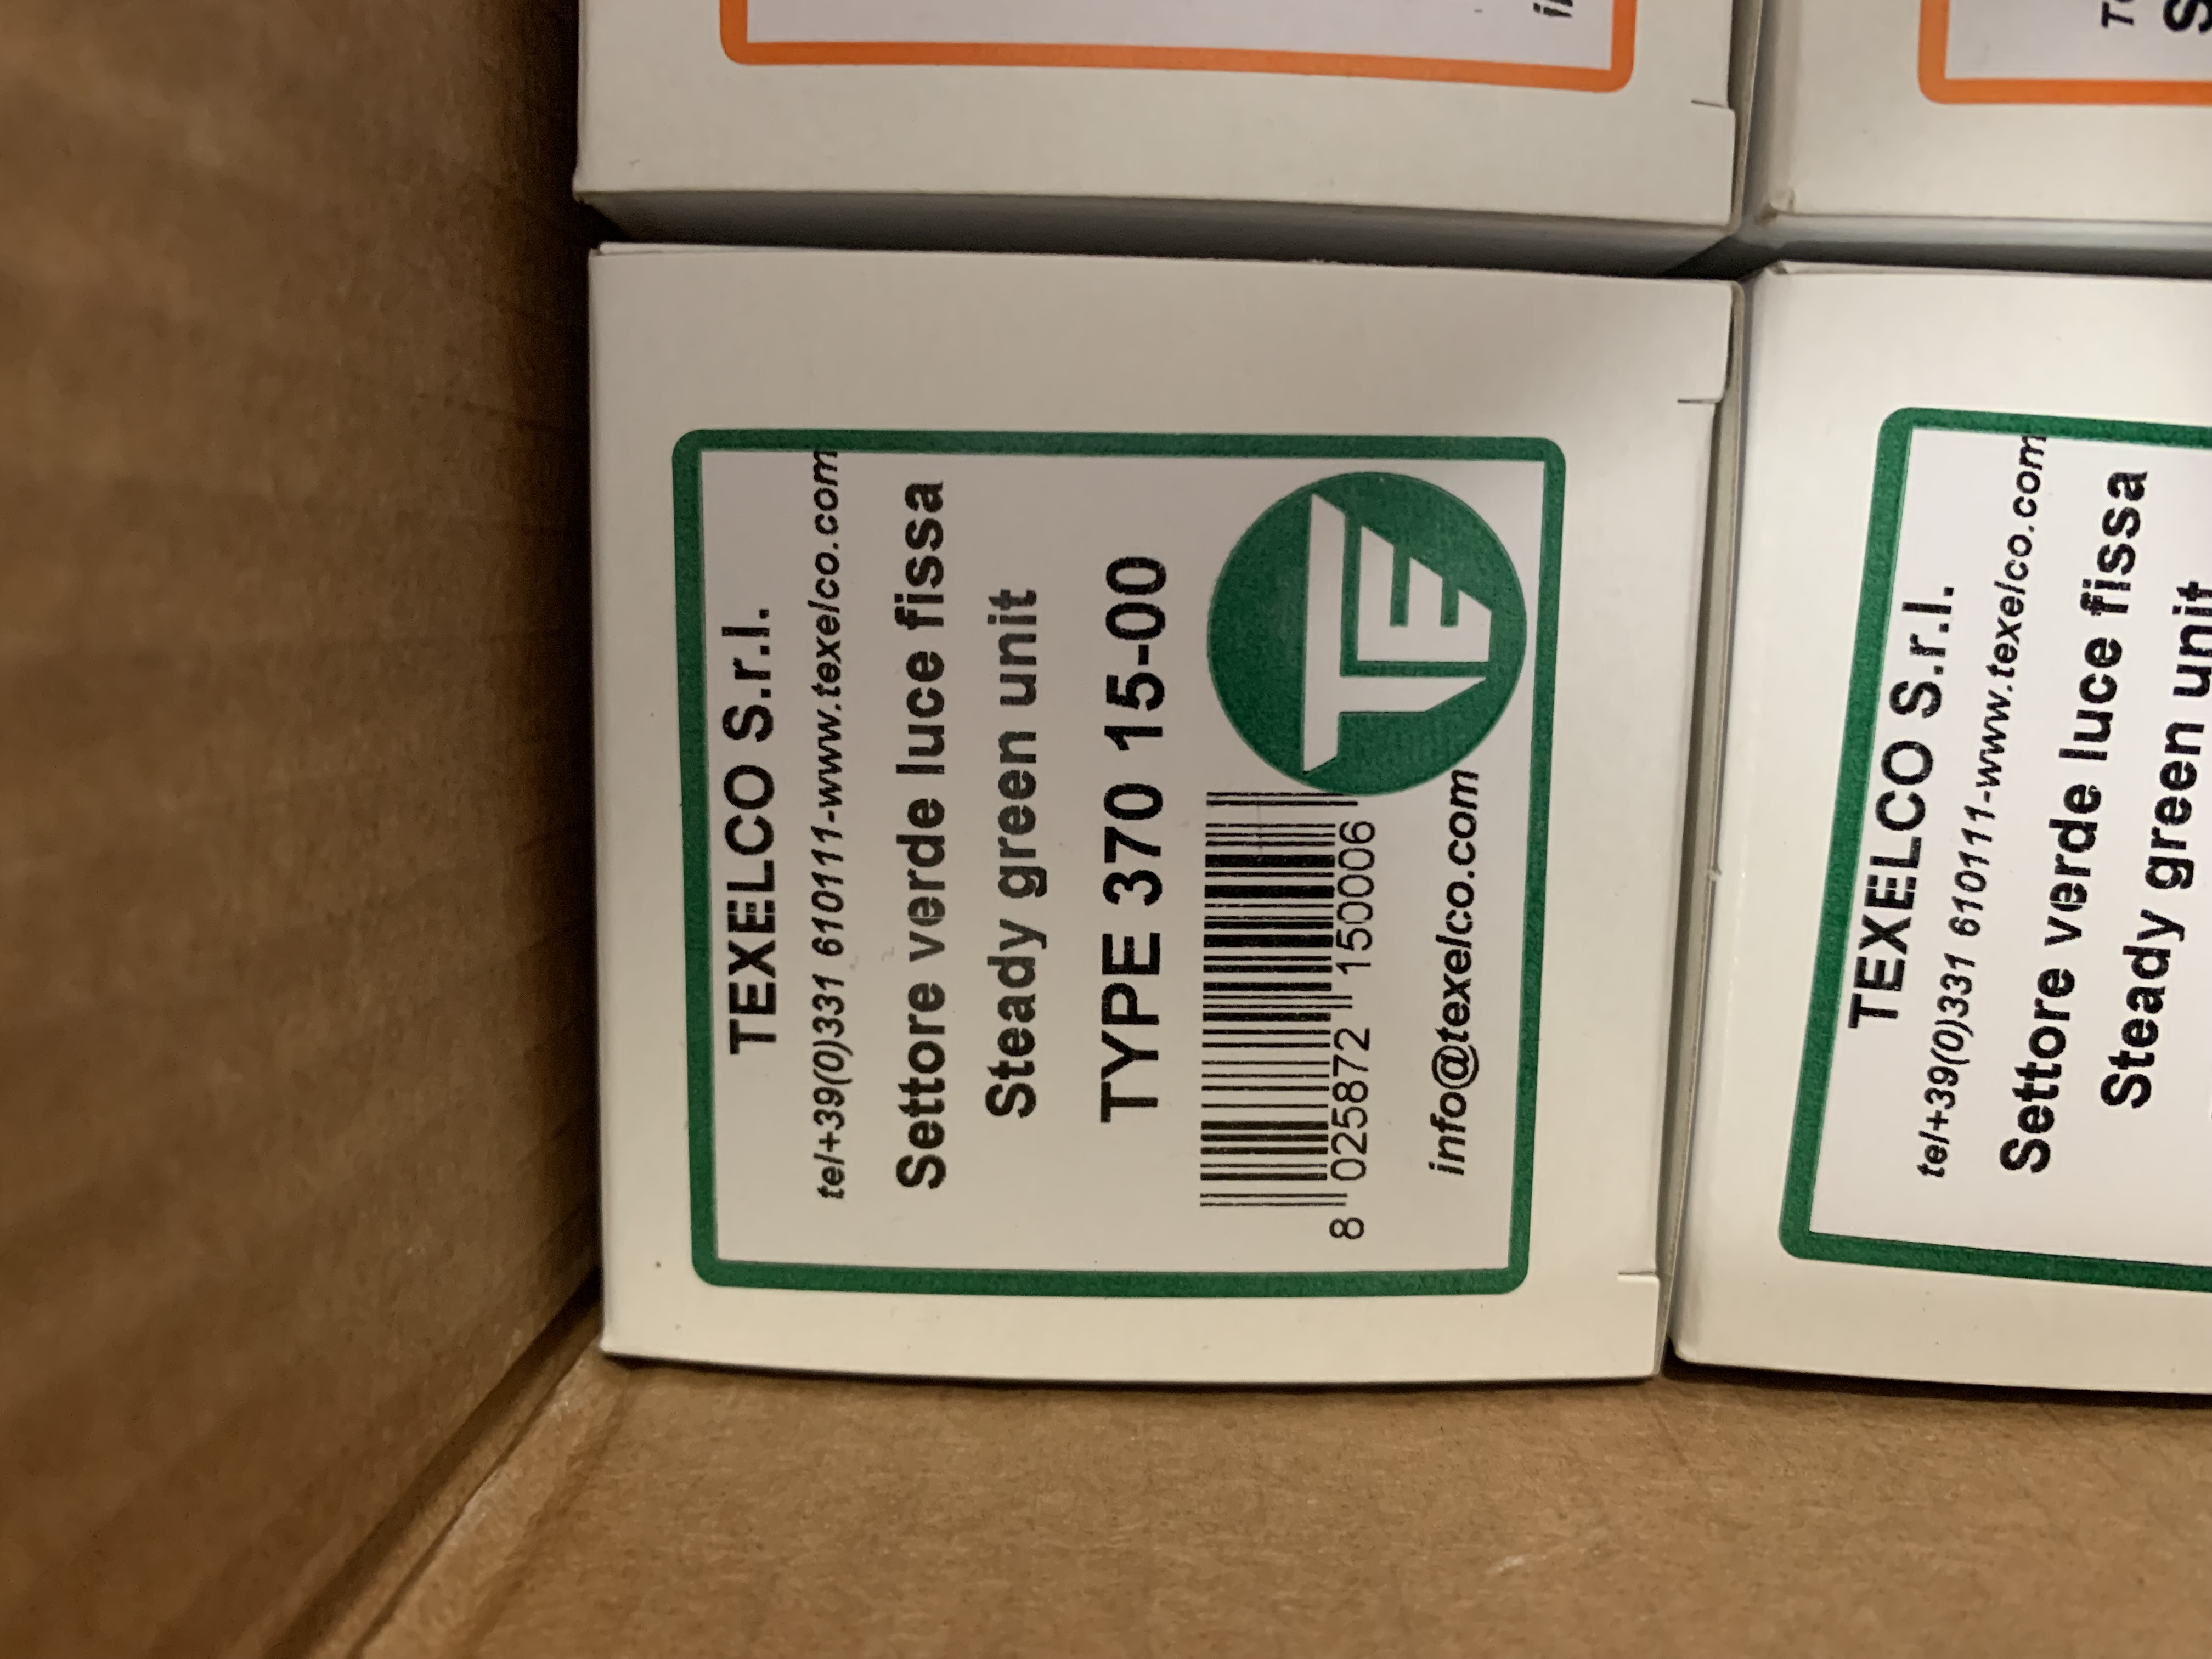 TEXELCO S.r.l.
tel+39(0)331 610111-www.texelco.com
Settore verde luce fissa
Steady green unit
TYPE 370 15-00
8 025872 150006
info@texelco.com
TE
TEXELCO S.r.l.
tel+39(0)331 610111-www.texelco.com
Settore verde luce fissa
Steady green unit